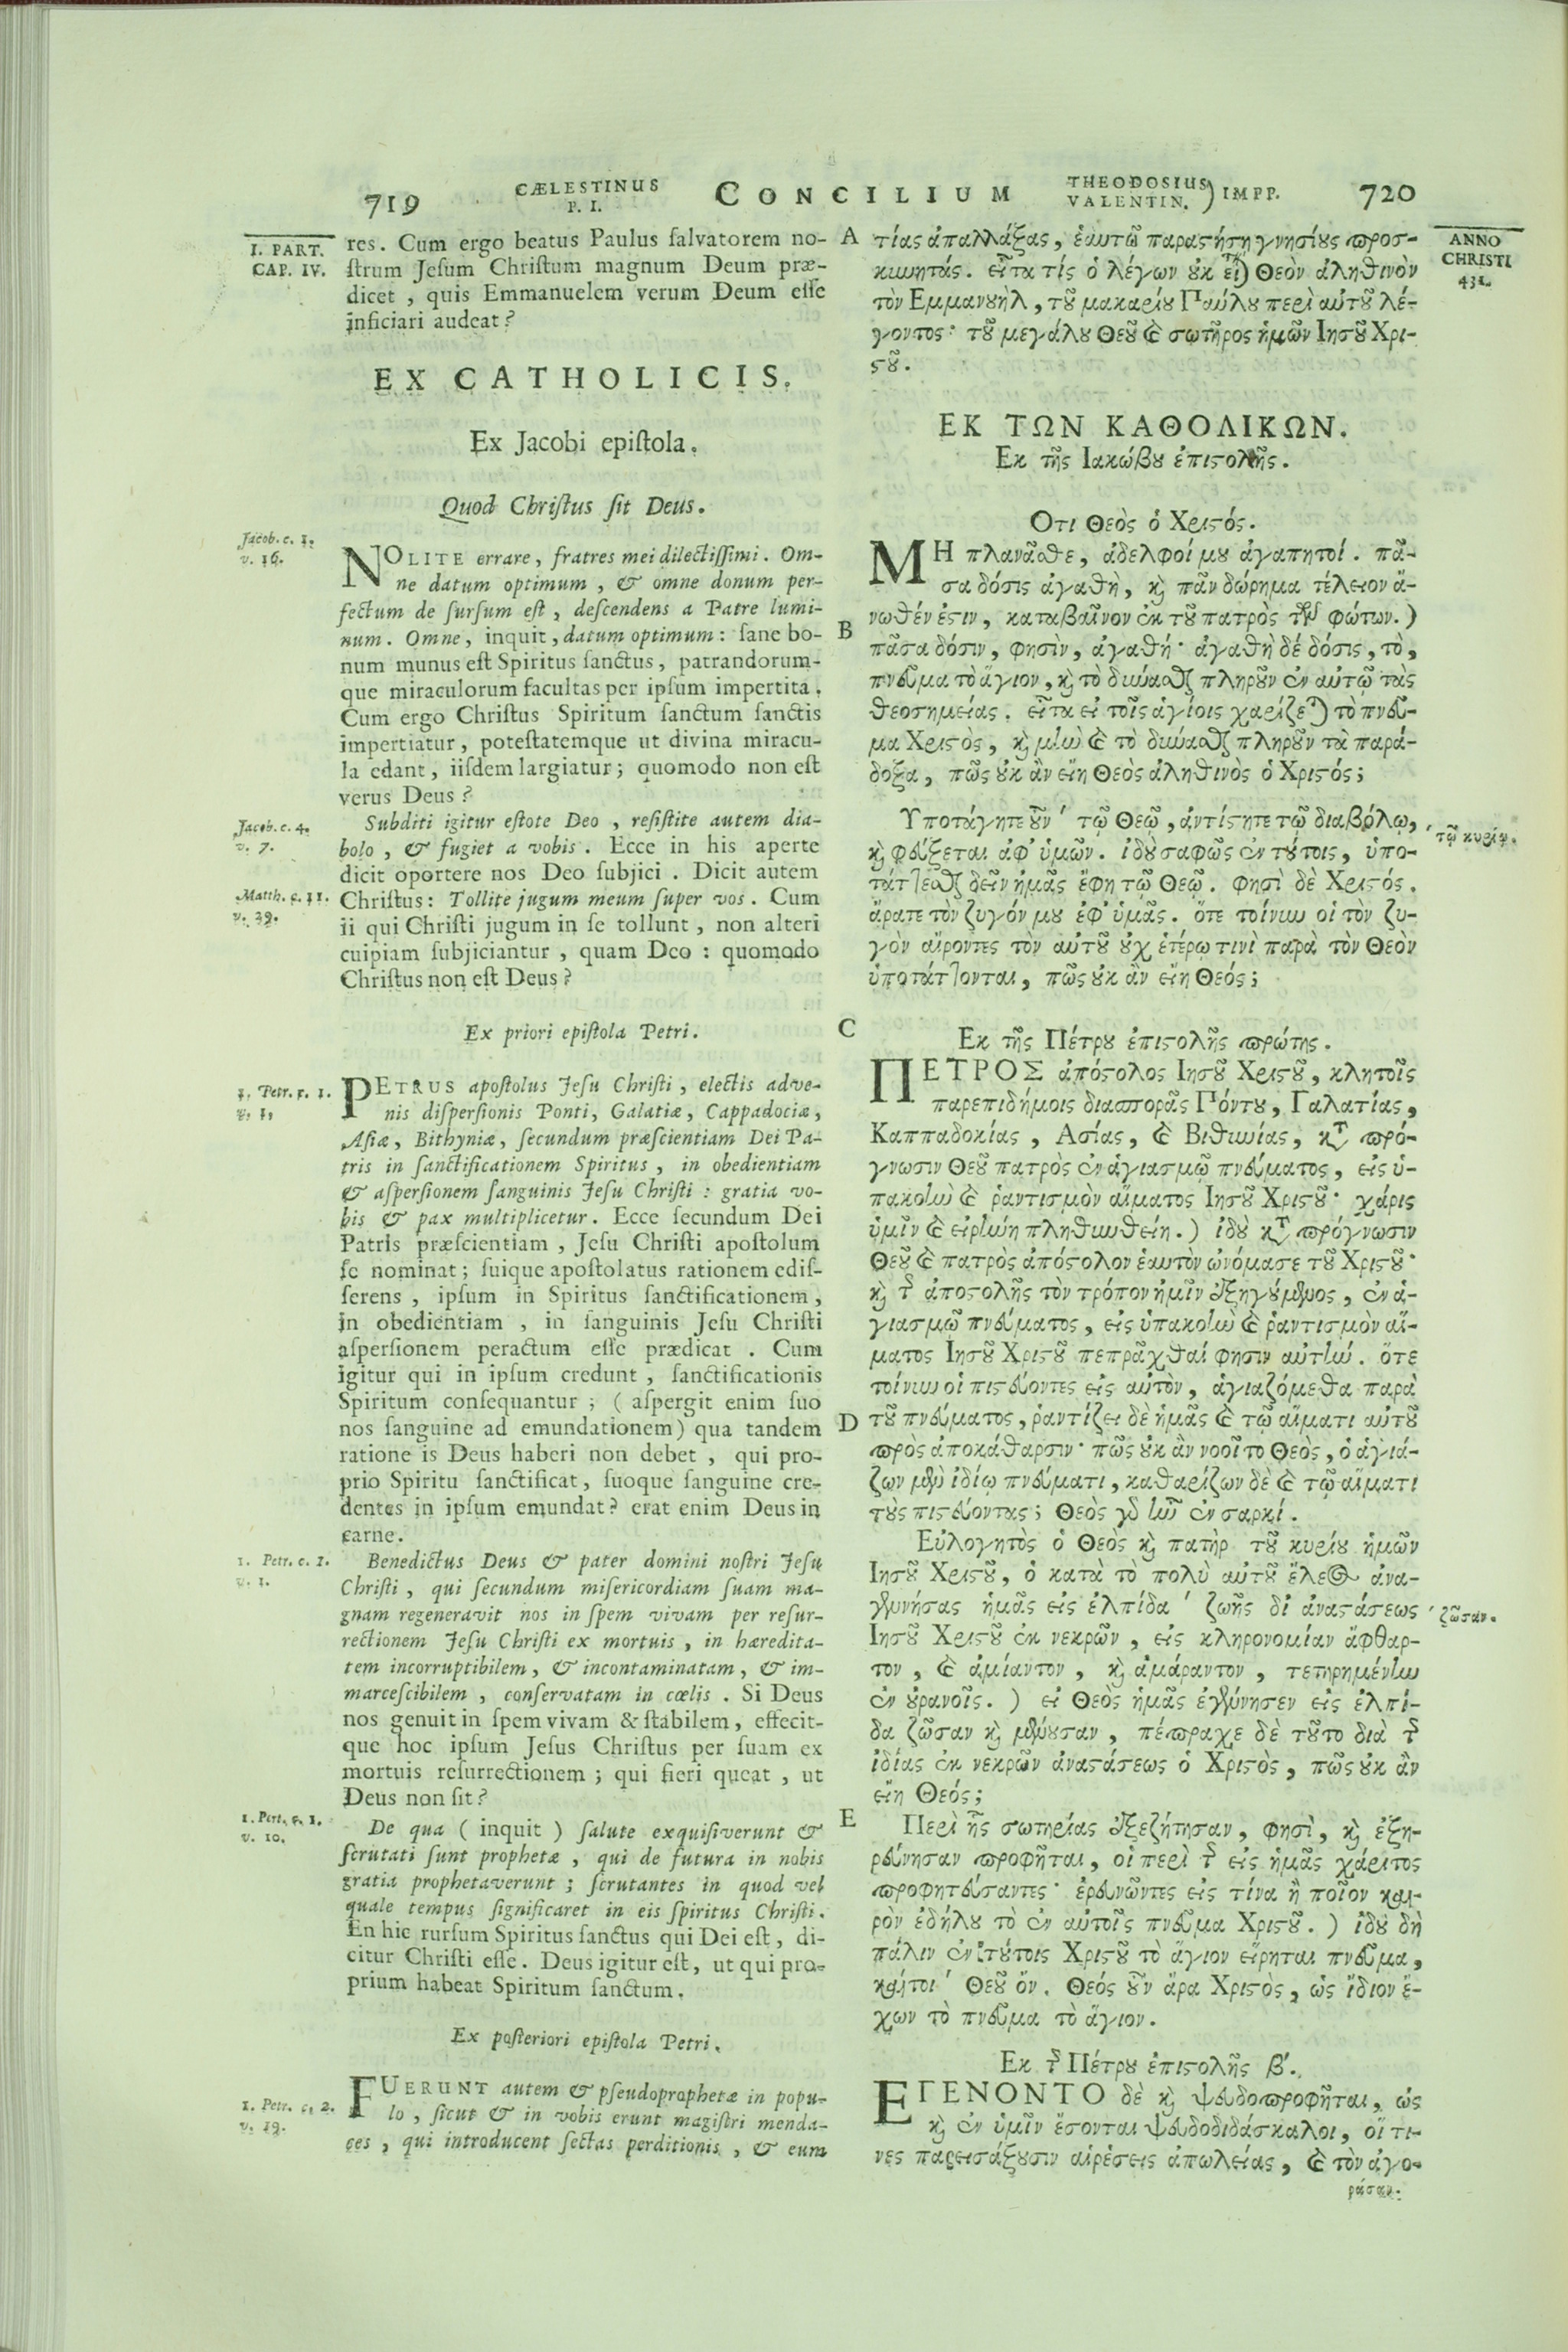 719
CÆLESTINUS
P. I.
CONCILIUM
THEODOSIUS
VALENTIN. ) IMPP.
720
I. PART.
CAP. IV.
res. Cum ergo beatus Paulus salvatorem no-
strum Jesum Christum magnum Deum præ-
dicet, quis Emmanuelem verum Deum esse
inficiari audeat?
EX CATHOLICIS.
Ex Jacobi epistola.
Quod Christus sit Deus.
Jacob. c. 1.
v. 16.
NOLITE errare, fratres mei dilectissimi. Om-
ne datum optimum, & omne donum per-
fectum de sursum est, descendens a Patre lumi-
num. Omne, inquit, datum optimum: sane bo-
num munus est Spiritus sanctus, patrandorum-
que miraculorum facultas per ipsum impertita.
Cum ergo Christus Spiritum sanctum sanctis
impertiatur, potestatemque ut divina miracu-
la edant, iisdem largiatur; quomodo non est
verus Deus?
Jacob. c. 4.
v. 7.
Subditi igitur estote Deo, resistite autem dia-
bolo, & fugiet a vobis. Ecce in his aperte
dicit oportere nos Deo subjici. Dicit autem
Matth. c. 11.
v. 29.
Christus: Tollite jugum meum super vos. Cum
ii qui Christi jugum in se tollunt, non alteri
cuipiam subjiciantur, quam Deo: quomodo
Christus non est Deus?
Ex priori epistola Petri.
1. Petr. c. 1.
v. 1.
PETRUS apostolus Jesu Christi, electis adve-
nis dispersionis Ponti, Galatiæ, Cappadociæ,
Asiæ, Bithyniæ, secundum præscientiam Dei Pa-
tris in sanctificationem Spiritus, in obedientiam
& aspersionem sanguinis Jesu Christi: gratia vo-
bis & pax multiplicetur. Ecce secundum Dei
Patris præscientiam, Jesu Christi apostolum
se nominat; suique apostolatus rationem edis-
serens, ipsum in Spiritus sanctificationem,
in obedientiam, in sanguinis Jesu Christi
aspersionem peractum esse prædicat. Cum
igitur qui in ipsum credunt, sanctificationis
Spiritum consequantur; (aspergit enim suo
nos sanguine ad emundationem) qua tandem
ratione is Deus haberi non debet, qui pro-
prio Spiritu sanctificat, suoque sanguine cre-
dentes in ipsum emundat? erat enim Deus in
carne.
1. Petr. c. 1.
v. 1.
Benedictus Deus & pater domini nostri Jesu
Christi, qui secundum misericordiam suam ma-
gnam regeneravit nos in spem vivam per resur-
rectionem Jesu Christi ex mortuis, in hæredita-
tem incorruptibilem, & incontaminatam, & im-
marcescibilem, conservatam in cœlis. Si Deus
nos genuit in spem vivam & stabilem, effecit-
que hoc ipsum Jesus Christus per suam ex
mortuis resurrectionem; qui fieri queat, ut
Deus non sit?
1. Petr. c. 1.
v. 10.
De qua (inquit) salute exquisiverunt &
scrutati sunt prophetæ, qui de futura in nobis
gratia prophetaverunt; scrutantes in quod vel
quale tempus significaret in eis spiritus Christi.
En hic rursum Spiritus sanctus qui Dei est, di-
citur Christi esse. Deus igitur est, ut qui pro-
prium habeat Spiritum sanctum.
Ex posteriori epistola Petri.
1. Petr. c. 2.
v. 19.
FUERUNT autem & pseudoprophetæ in popu-
lo, sicut & in vobis erunt magistri menda-
ces, qui introducent sectas perditionis, & eum
A
B
C
D
E
τίας ἀπαλλάξας, ἑαυτῷ παραστήσῃ γνησίους προσ-
κυνητάς. εἶτα τίς ὁ λέγων οὐκ εἶναι Θεὸν ἀληθινὸν
τὸν Εμμανουὴλ, τοῦ μακαρίου Παύλου περὶ αὐτοῦ λέ-
γοντος· τοῦ μεγάλου Θεοῦ καὶ σωτῆρος ἡμῶν Ιησοῦ Χρι-
στοῦ.
ΕΚ ΤΩΝ ΚΑΘΟΛΙΚΩΝ.
Εκ τῆς Ιακώβου ἐπιστολῆς.
Οτι Θεὸς ὁ Χριστός.
ΜΗ πλανᾶσθε, ἀδελφοί μου ἀγαπητοί. πᾶ-
σα δόσις ἀγαθὴ, καὶ πᾶν δώρημα τέλειον ἄ-
νωθέν ἐστιν, καταβαῖνον ἐκ τοῦ πατρὸς τῶν φώτων.)
πᾶσα δόσιν, φησὶν, ἀγαθή· ἀγαθὴ δέ δόσις, τὸ,
πνεῦμα τὸ ἅγιον, καὶ τὸ δύνασθαι πληροῦν ἐν αὐτῷ τὰς
θεοσημείας. εἶτα εἰ τοῖς ἁγίοις χαρίζεται τὸ πνεῦ-
μα Χριστὸς, καὶ μὴν καὶ τὸ δύνασθαι πληροῦν τὰ παρά-
δοξα, πῶς οὐκ ἂν εἴη Θεὸς ἀληθινὸς ὁ Χριστός;
Υποτάγητε οὖν ʹ τῷ Θεῷ, ἀντίστητε τῷ διαβόλῳ,
καὶ φεύξεται ἀφ' ὑμῶν. ἰδοὺ σαφῶς ἐν τούτοις, ὑπο-
τάττεσθαι δεῖν ἡμᾶς ἔφη τῷ Θεῷ. φησὶ δὲ Χριστός.
ἄρατε τὸν ζυγόν μου ἐφ' ὑμᾶς. ὅτε τοίνυν οἱ τὸν ζυ-
γὸν αἴροντες τὸν αὐτοῦ οὐχ ἑτέρῳ τινὶ παρὰ τὸν Θεὸν
ὑποτάττονται, πῶς οὐκ ἂν εἴη Θεός;
Εκ τῆς Πέτρου ἐπιστολῆς πρώτης.
ΠΕΤΡΟΣ ἀπόστολος Ιησοῦ Χριστοῦ, κλητοῖς
παρεπιδήμοις διασπορᾶς Πόντου, Γαλατίας,
Καππαδοκίας, Ασίας, καὶ Βιθυνίας, κατὰ πρό-
γνωσιν Θεοῦ πατρὸς ἐν ἁγιασμῷ πνεύματος, εἰς ὑ-
πακοὴν καὶ ῥαντισμὸν αἵματος Ιησοῦ Χριστοῦ· χάρις
ὑμῖν καὶ εἰρήνη πληθυνθείη.) ἰδοὺ κατὰ πρόγνωσιν
Θεοῦ καὶ πατρὸς ἀπόστολον ἑαυτὸν ὠνόμασε τοῦ Χριστοῦ·
καὶ τῆς ἀποστολῆς τὸν τρόπον ἡμῖν ἐξηγούμενος, ἐν ἁ-
γιασμῷ πνεύματος, εἰς ὑπακοὴν καὶ ῥαντισμὸν αἵ-
ματος Ιησοῦ Χριστοῦ πεπρᾶχθαί φησιν αὐτήν. ὅτε
τοίνυν οἱ πιστεύοντες εἰς αὐτὸν, ἁγιαζόμεθα παρὰ
τοῦ πνεύματος, ῥαντίζει δὲ ἡμᾶς καὶ τῷ αἵματι αὐτοῦ
πρὸς ἀποκάθαρσιν· πῶς οὐκ ἂν νοοῖτο Θεὸς, ὁ ἁγιά-
ζων μὲν ἰδίῳ πνεύματι, καθαρίζων δὲ καὶ τῷ αἵματι
τοὺς πιστεύοντας; Θεὸς γὰρ ἦν ἐν σαρκί.
Εὐλογητὸς ὁ Θεὸς καὶ πατὴρ τοῦ κυρίου ἡμῶν
Ιησοῦ Χριστοῦ, ὁ κατὰ τὸ πολὺ αὐτοῦ ἔλεος ἀνα-
γεννήσας ἡμᾶς εἰς ἐλπίδα ʹ ζωῆς δι' ἀναστάσεως
Ιησοῦ Χριστοῦ ἐκ νεκρῶν, εἰς κληρονομίαν ἄφθαρ-
τον, καὶ ἀμίαντον, καὶ ἀμάραντον, τετηρημένην
ἐν οὐρανοῖς.) εἰ Θεὸς ἡμᾶς ἐγέννησεν εἰς ἐλπί-
δα ζῶσαν καὶ μένουσαν, πέπραχε δὲ τοῦτο διὰ τῆς
ἰδίας ἐκ νεκρῶν ἀναστάσεως ὁ Χριστὸς, πῶς οὐκ ἂν
εἴη Θεός;
Περὶ ἧς σωτηρίας ἐξεζήτησαν, φησὶ, καὶ ἐξη-
ρεύνησαν προφῆται, οἱ περὶ τῆς εἰς ἡμᾶς χάριτος
προφητεύσαντες· ἐρευνῶντες εἰς τίνα ἢ ποῖον και-
ρὸν ἐδήλου τὸ ἐν αὐτοῖς πνεῦμα Χριστοῦ.) ἰδοὺ δὴ
πάλιν ἐν τούτοις Χριστοῦ τὸ ἅγιον εἴρηται πνεῦμα,
καίτοι ʹ Θεοῦ ὄν. Θεός οὖν ἄρα Χριστὸς, ὡς ἴδιον ἔ-
χων τὸ πνεῦμα τὸ ἅγιον.
Εκ τῆς Πέτρου ἐπιστολῆς βʹ.
ΕΓΕΝΟΝΤΟ δὲ καὶ ψευδοπροφῆται, ὡς
καὶ ἐν ὑμῖν ἔσονται ψευδοδιδάσκαλοι, οἵ τι-
νες παρεισάξουσιν αἱρέσεις ἀπωλείας, καὶ τὸν ἀγο-
ράσαν-
ANNO
CHRISTI
431.
ʹ τῷ κυρίῳ.
ʹ ζῶσαν.